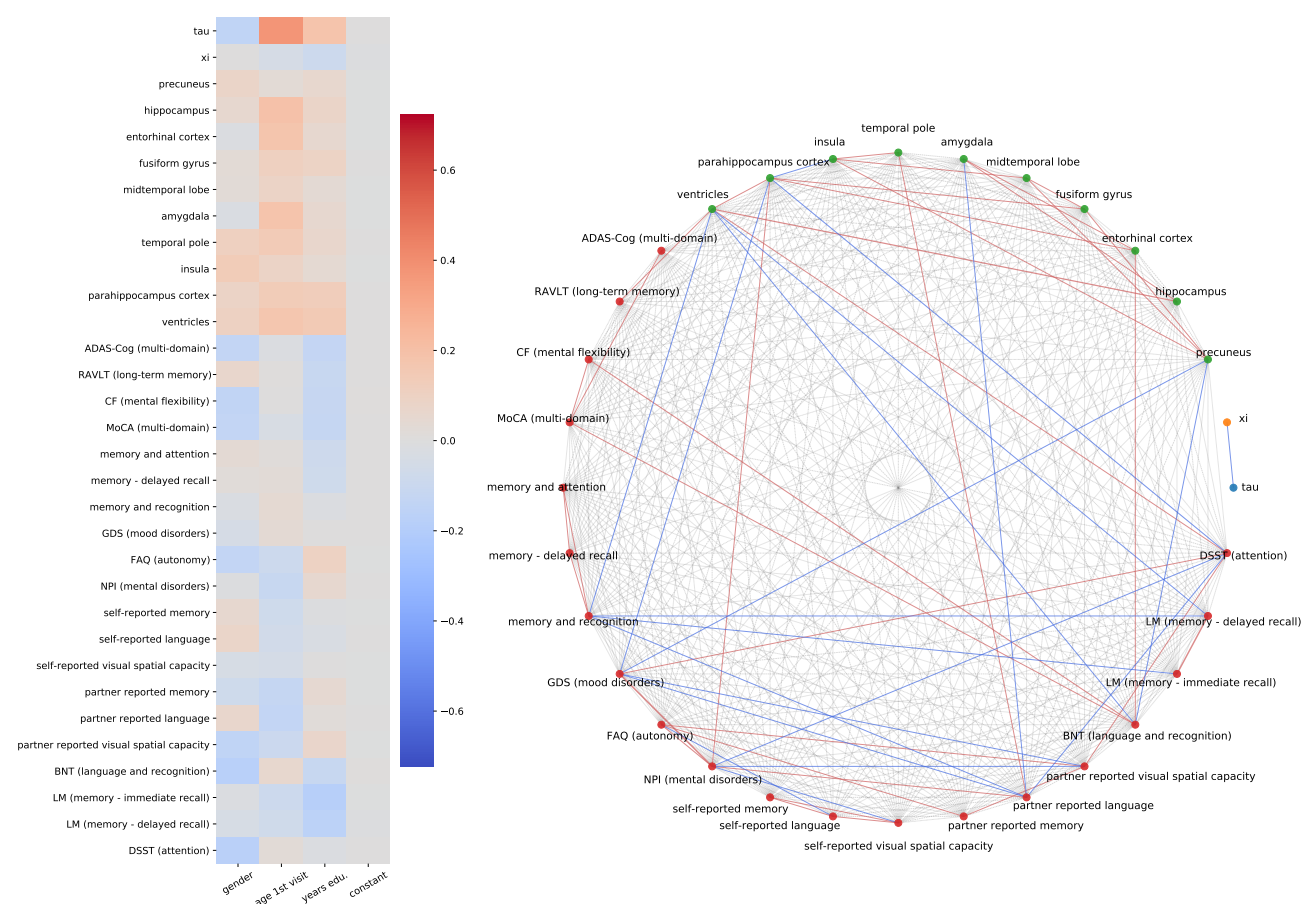 tau
xi
precuneus
hippocampus
entorhinal cortex
fusiform gyrus
midtemporal lobe
amygdala
temporal pole
insula
parahippocampus cortex
ventricles
ADAS-Cog (multi-domain)
RAVLT (long-term memory)
CF (mental flexibility)
MoCA (multi-domain)
memory and attention
memory - delayed recall
memory and recognition
GDS (mood disorders)
FAQ (autonomy)
NPI (mental disorders)
self-reported memory
self-reported language
self-reported visual spatial capacity
partner reported memory
partner reported language
partner reported visual spatial capacity
BNT (language and recognition)
LM (memory - immediate recall)
LM (memory - delayed recall)
DSST (attention)
gender
age 1st visit
years edu.
constant
0.6
0.4
0.2
0.0
−0.2
−0.4
−0.6
temporal pole
insula
amygdala
parahippocampus cortex
midtemporal lobe
ventricles
fusiform gyrus
ADAS-Cog (multi-domain)
entorhinal cortex
RAVLT (long-term memory)
hippocampus
CF (mental flexibility)
precuneus
MoCA (multi-domain)
xi
memory and attention
tau
memory - delayed recall
DSST (attention)
memory and recognition
LM (memory - delayed recall)
GDS (mood disorders)
LM (memory - immediate recall)
FAQ (autonomy)
BNT (language and recognition)
NPI (mental disorders)
partner reported visual spatial capacity
self-reported memory
partner reported language
self-reported language
partner reported memory
self-reported visual spatial capacity